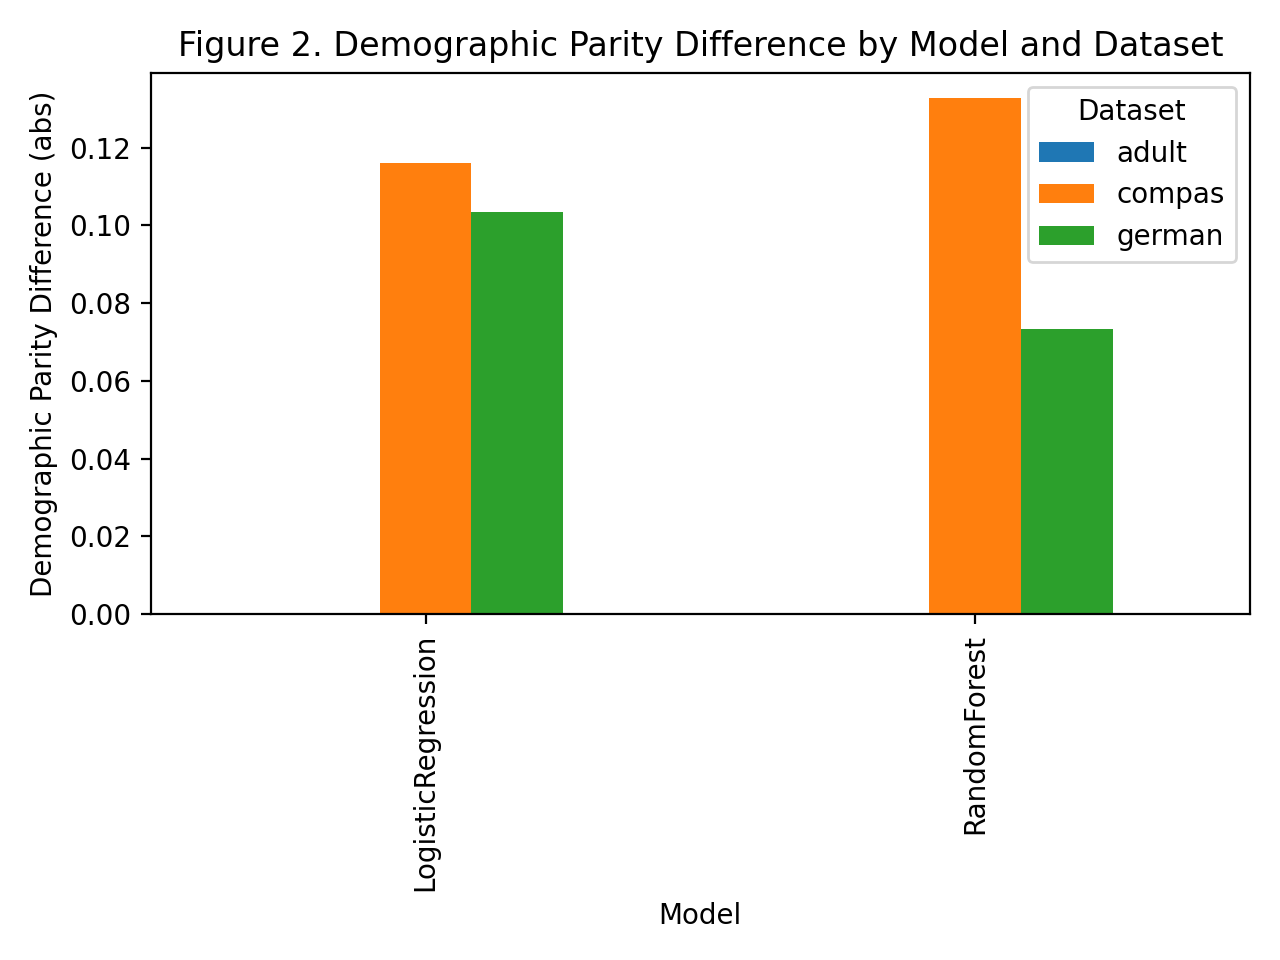 Figure 2. Demographic Parity Difference by Model and Dataset
Demographic Parity Difference (abs)
0.12
0.10
0.08
0.06
0.04
0.02
0.00
Dataset
adult
compas
german
LogisticRegression
RandomForest
Model